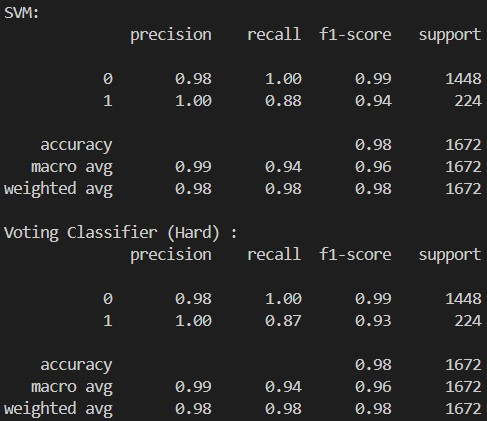 SVM:
precision recall f1-score support
0 0.98 1.00 0.99 1448
1 1.00 0.88 0.94 224
accuracy 0.98 1672
macro avg 0.99 0.94 0.96 1672
weighted avg 0.98 0.98 0.98 1672
Voting Classifier (Hard) :
precision recall f1-score support
0 0.98 1.00 0.99 1448
1 1.00 0.87 0.93 224
accuracy 0.98 1672
macro avg 0.99 0.94 0.96 1672
weighted avg 0.98 0.98 0.98 1672